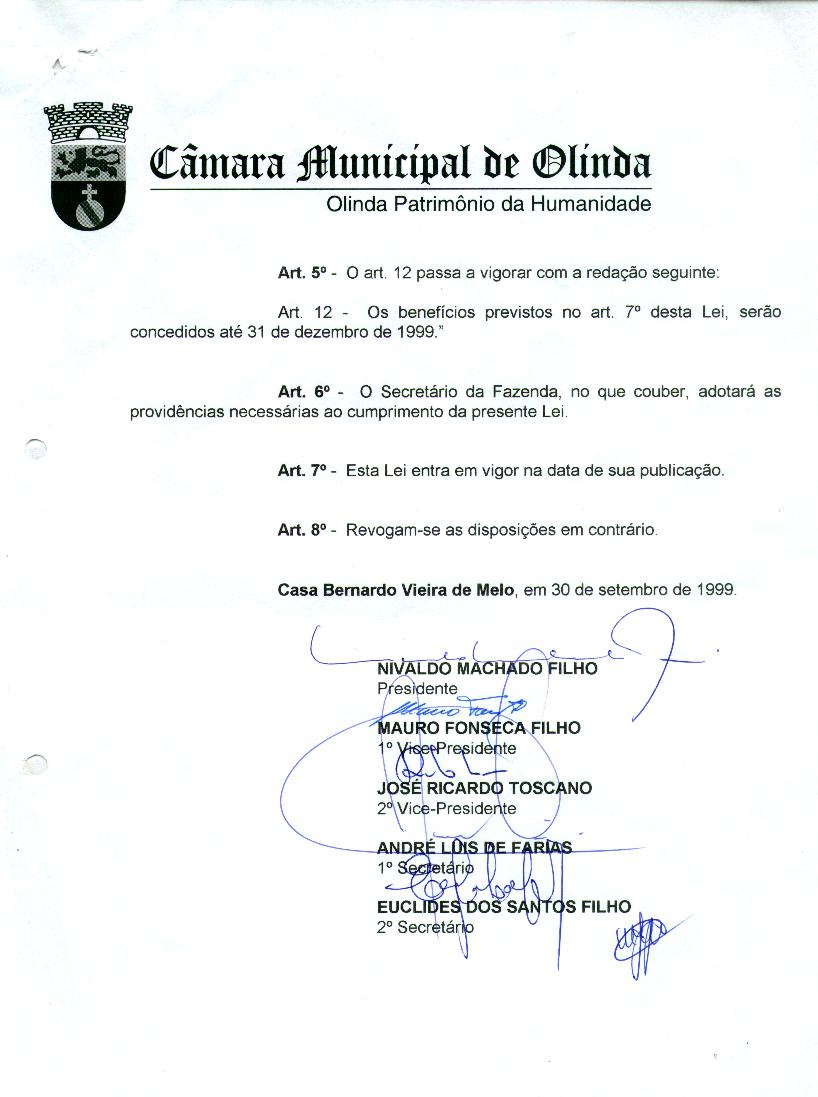 Câmara Municipal de Olinda
Olinda Patrimônio da Humanidade
Art. 5º - O art. 12 passa a vigorar com a redação seguinte:
Art. 12 - Os benefícios previstos no art. 7º desta Lei, serão
concedidos até 31 de dezembro de 1999.”
Art. 6º - O Secretário da Fazenda, no que couber, adotará as
providências necessárias ao cumprimento da presente Lei.
Art. 7º - Esta Lei entra em vigor na data de sua publicação.
Art. 8º - Revogam-se as disposições em contrário.
Casa Bernardo Vieira de Melo, em 30 de setembro de 1999.
NIVALDO MACHADO FILHO
Presidente
MAURO FONSECA FILHO
1º Vice-Presidente
JOSÉ RICARDO TOSCANO
2º Vice-Presidente
ANDRÉ LUIS DE FARIAS
1º Secretário
EUCLIDES DOS SANTOS FILHO
2º Secretário